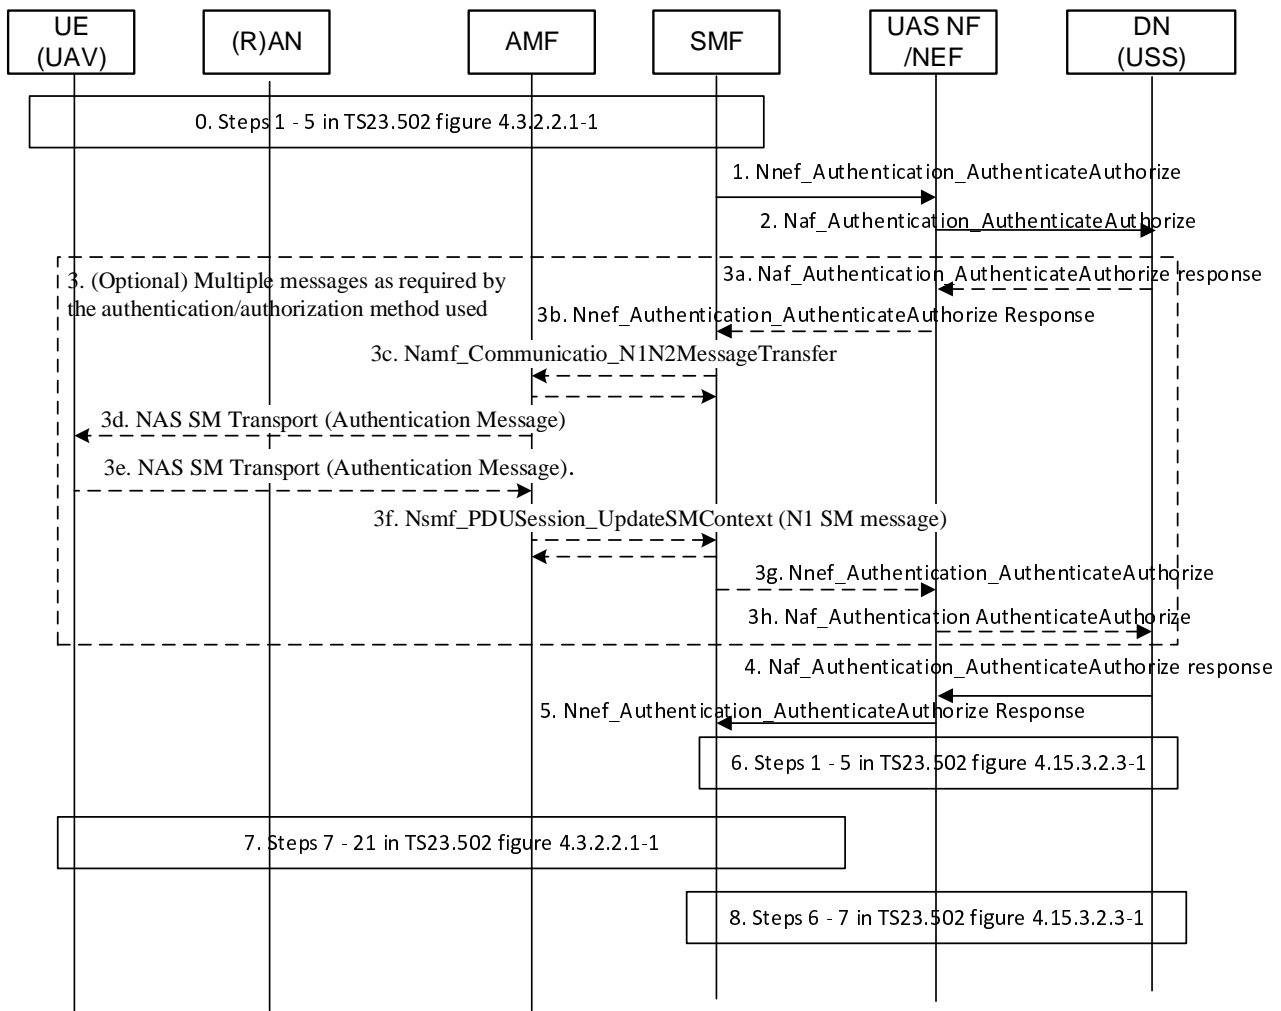 UE
(UAV)
(R)AN
AMF
SMF
UAS NF
/NEF
DN
(USS)
0. Steps 1 - 5 in TS23.502 figure 4.3.2.2.1-1
1. Nnef_Authentication_AuthenticateAuthorize
2. Naf_Authentication_AuthenticateAuthorize
3. (Optional) Multiple messages as required by
the authentication/authorization method used
3a. Naf_Authentication_AuthenticateAuthorize response
3b. Nnef_Authentication_AuthenticateAuthorize Response
3c. Namf_Communicatio_N1N2MessageTransfer
3d. NAS SM Transport (Authentication Message)
3e. NAS SM Transport (Authentication Message).
3f. Nsmf_PDUSession_UpdateSMContext (N1 SM message)
3g. Nnef_Authentication_AuthenticateAuthorize
3h. Naf_Authentication AuthenticateAuthorize
4. Naf_Authentication_AuthenticateAuthorize response
5. Nnef_Authentication_AuthenticateAuthorize Response
6. Steps 1 - 5 in TS23.502 figure 4.15.3.2.3-1
7. Steps 7 - 21 in TS23.502 figure 4.3.2.2.1-1
8. Steps 6 - 7 in TS23.502 figure 4.15.3.2.3-1